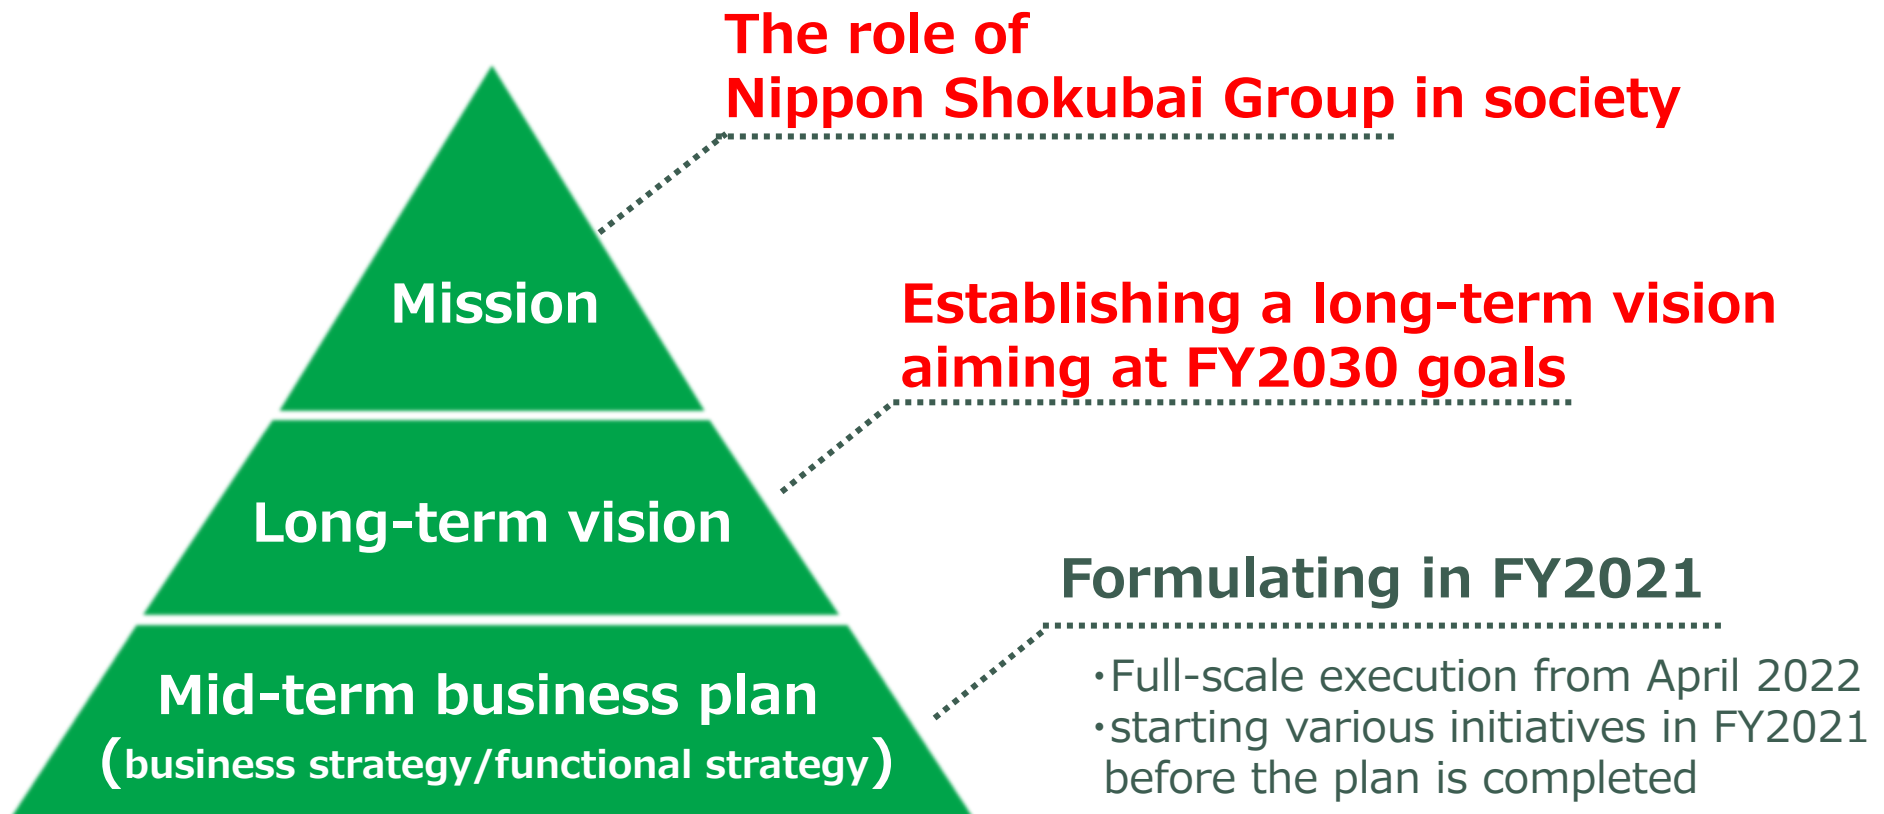 The role of
Nippon Shokubai Group in society
Mission
Establishing a long-term vision
aiming at FY2030 goals
Long-term vision
Formulating in FY2021
・Full-scale execution from April 2022
・starting various initiatives in FY2021
before the plan is completed
Mid-term business plan
(business strategy/functional strategy)